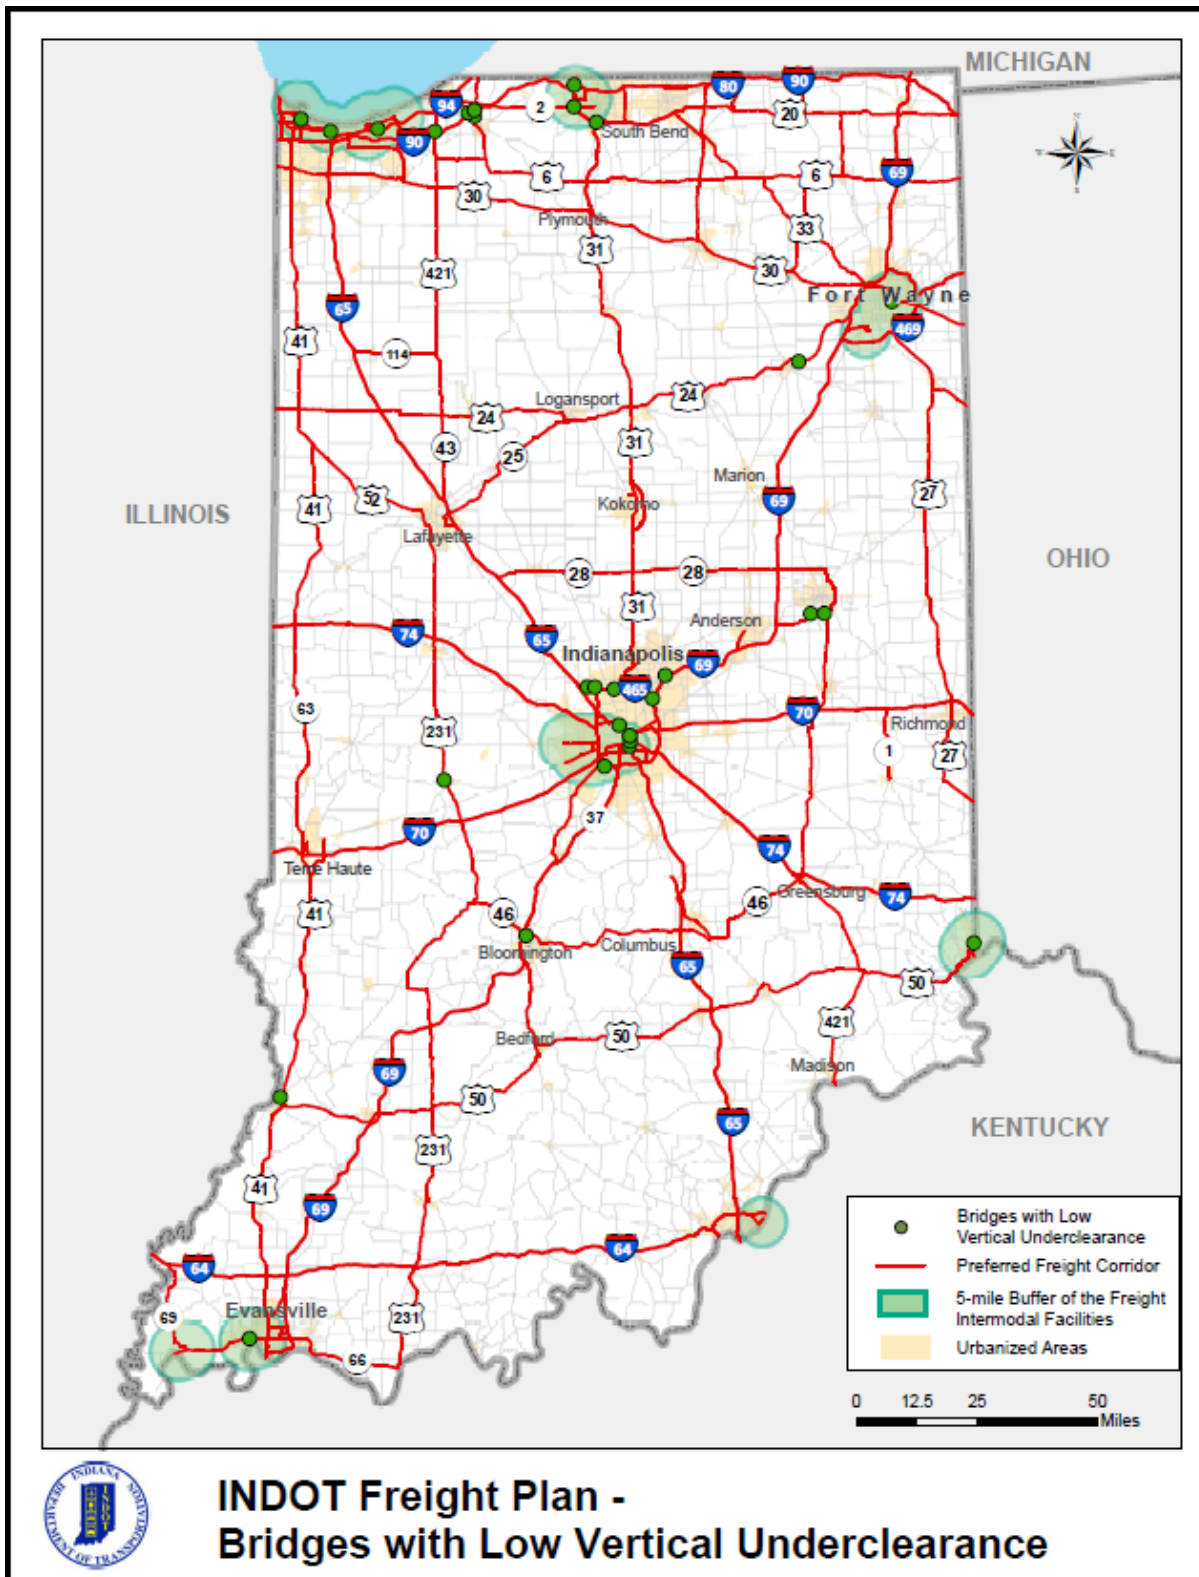 MICHIGAN
94
80
90
2
20
South Bend
90
6
6
69
30
Plymouth
33
31
421
30
Fort Wayne
65
469
41
114
Logansport
24
24
31
43
25
Marion
52
69
27
41
Kokomo
ILLINOIS
Lafayette
OHIO
28
28
31
Anderson
74
65
Indianapolis
69
465
63
70
Richmond
231
1
27
37
70
74
Terre Haute
Greensburg
74
46
46
41
Columbus
Bloomington
65
50
421
Bedford
50
Madison
69
50
65
KENTUCKY
231
41
69
64
64
Evansville
69
231
66
Bridges with Low
Vertical Underclearance
Preferred Freight Corridor
5-mile Buffer of the Freight
Intermodal Facilities
Urbanized Areas
0 12.5 25 50
Miles
INDIANA
DEPARTMENT OF TRANSPORTATION
INDOT
INDOT Freight Plan -
Bridges with Low Vertical Underclearance